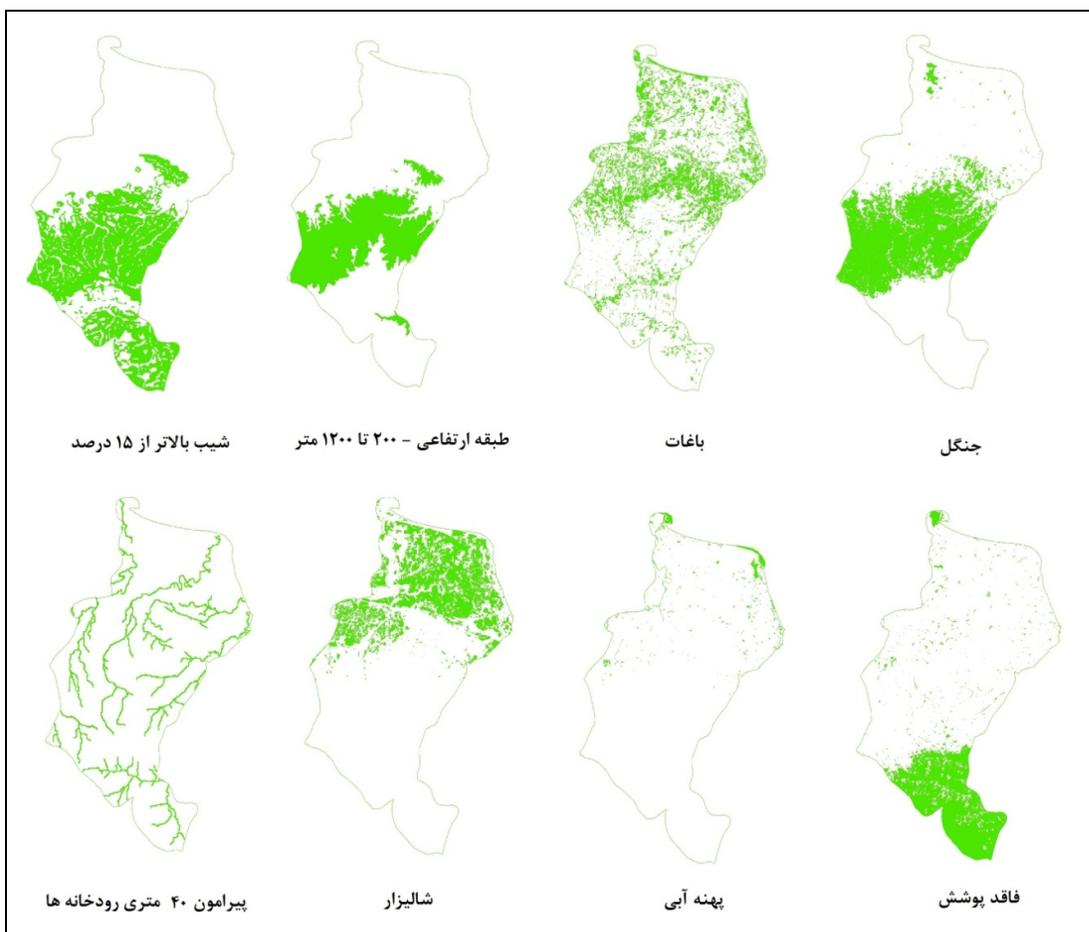 جنگل
باغات
طبقه ارتفاعی - ۲۰۰ تا ۱۲۰۰ متر
شیب بالاتر از ۱۵ درصد
فاقد پوشش
پهنه آبی
شالیزار
پیرامون ۴۰ متری رودخانه ها